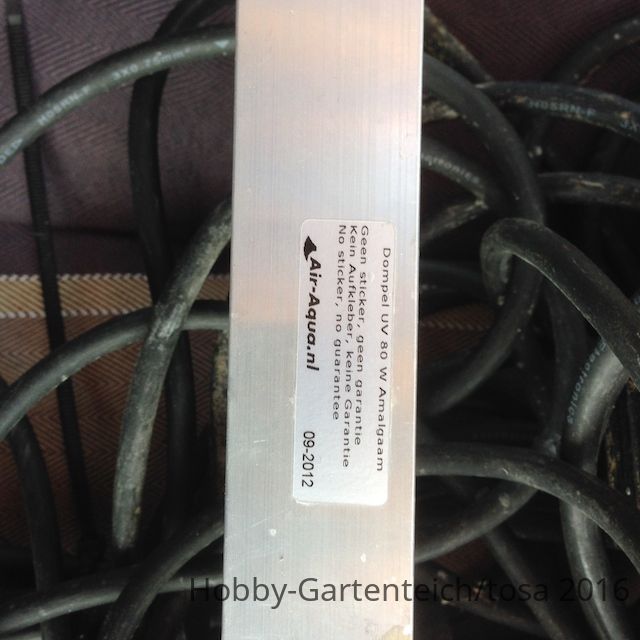 Dompel UV 80 W Amalgaam
Geen sticker, geen garantie
Kein Aufkleber, keine Garantie
No sticker, no guarantee
Air-Aqua.nl 09-2012
Hobby-Gartenteich/tosa 2016